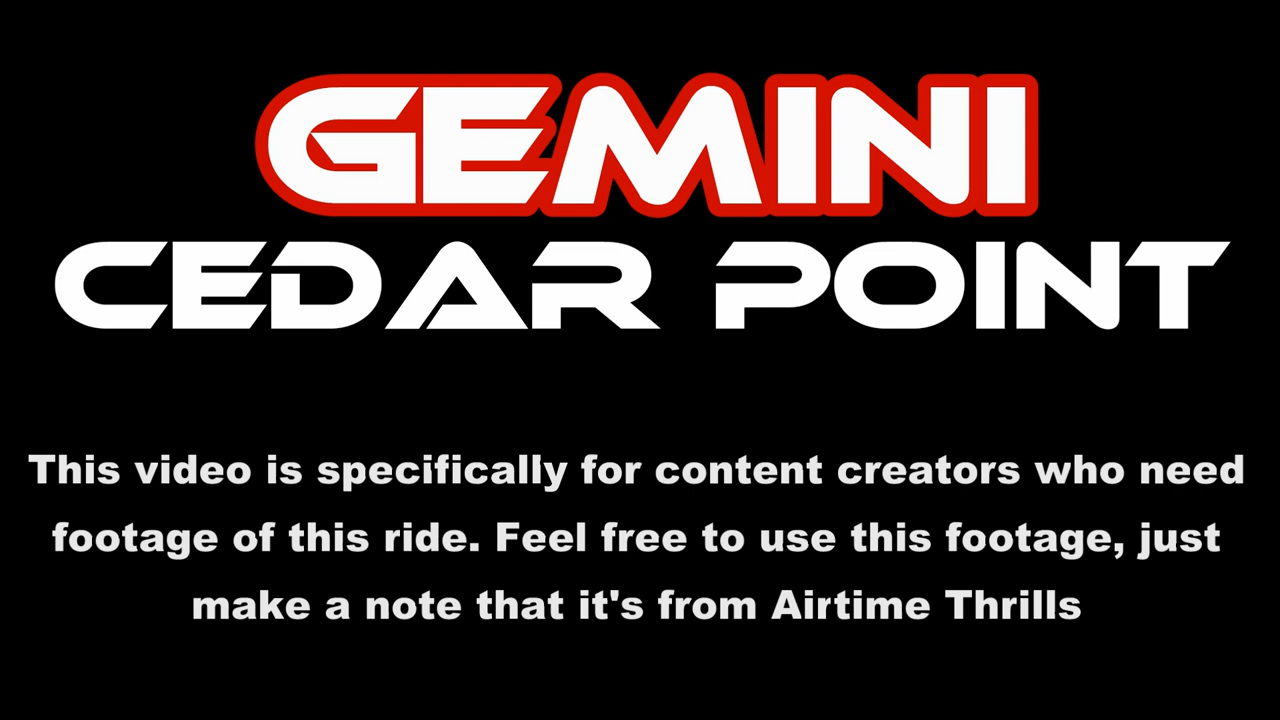 GEMINI
CEDAR POINT
This video is specifically for content creators who need
footage of this ride. Feel free to use this footage, just
make a note that it's from Airtime Thrills